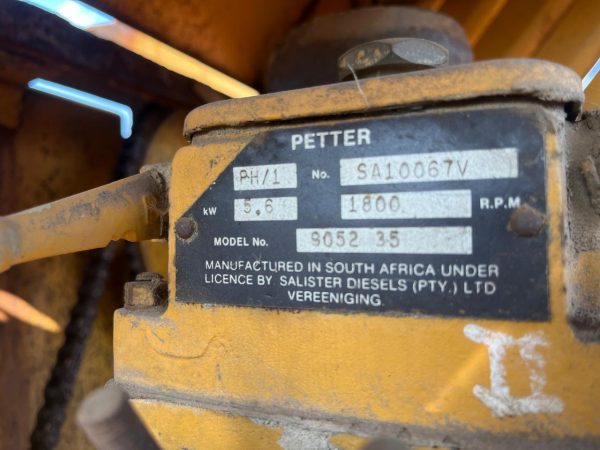 PETTER
PH/1 No. SA10067V
kW 5.6 1800 R.P.M
MODEL No. 9052 35
MANUFACTURED IN SOUTH AFRICA UNDER
LICENCE BY SALISTER DIESELS (PTY.) LTD
VEREENIGING